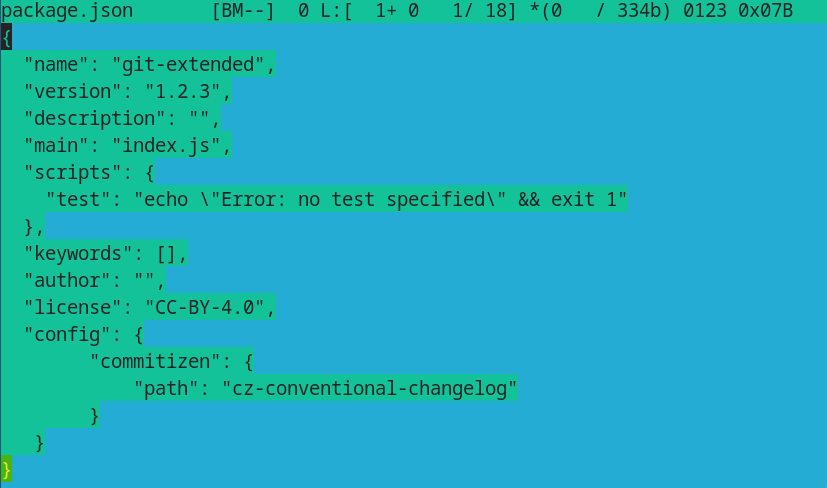 package.json       [BM--]  0 L:[  1+ 0   1/ 18] *(0   / 334b) 0123 0x07B
{
  "name": "git-extended",
  "version": "1.2.3",
  "description": "",
  "main": "index.js",
  "scripts": {
    "test": "echo \"Error: no test specified\" && exit 1"
  },
  "keywords": [],
  "author": "",
  "license": "CC-BY-4.0",
  "config": {
        "commitizen": {
            "path": "cz-conventional-changelog"
        }
   }
}